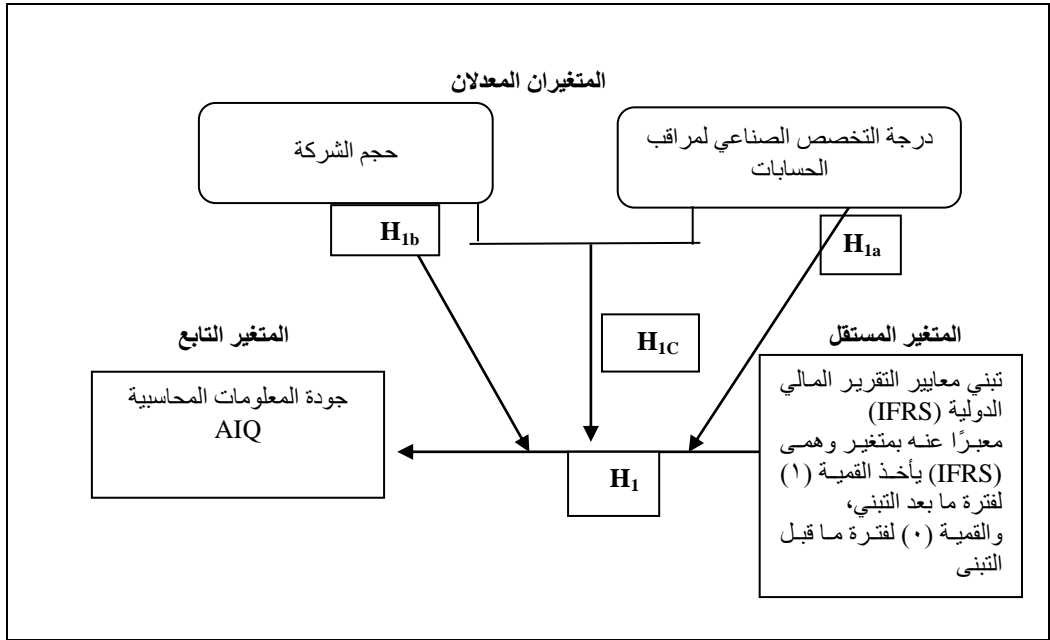 المتغيران المعدلان
درجة التخصص الصناعي لمراقب
الحسابات
حجم الشركة
H1a
H1b
H1C
المتغير المستقل
المتغير التابع
تبني معايير التقرير المالي
الدولية (IFRS)
معبرًا عنه بمتغير وهمى
(IFRS) يأخذ القمية (١)
لفترة ما بعد التبني،
والقمية (٠) لفترة ما قبل
التبنى
جودة المعلومات المحاسبية
AIQ
H1